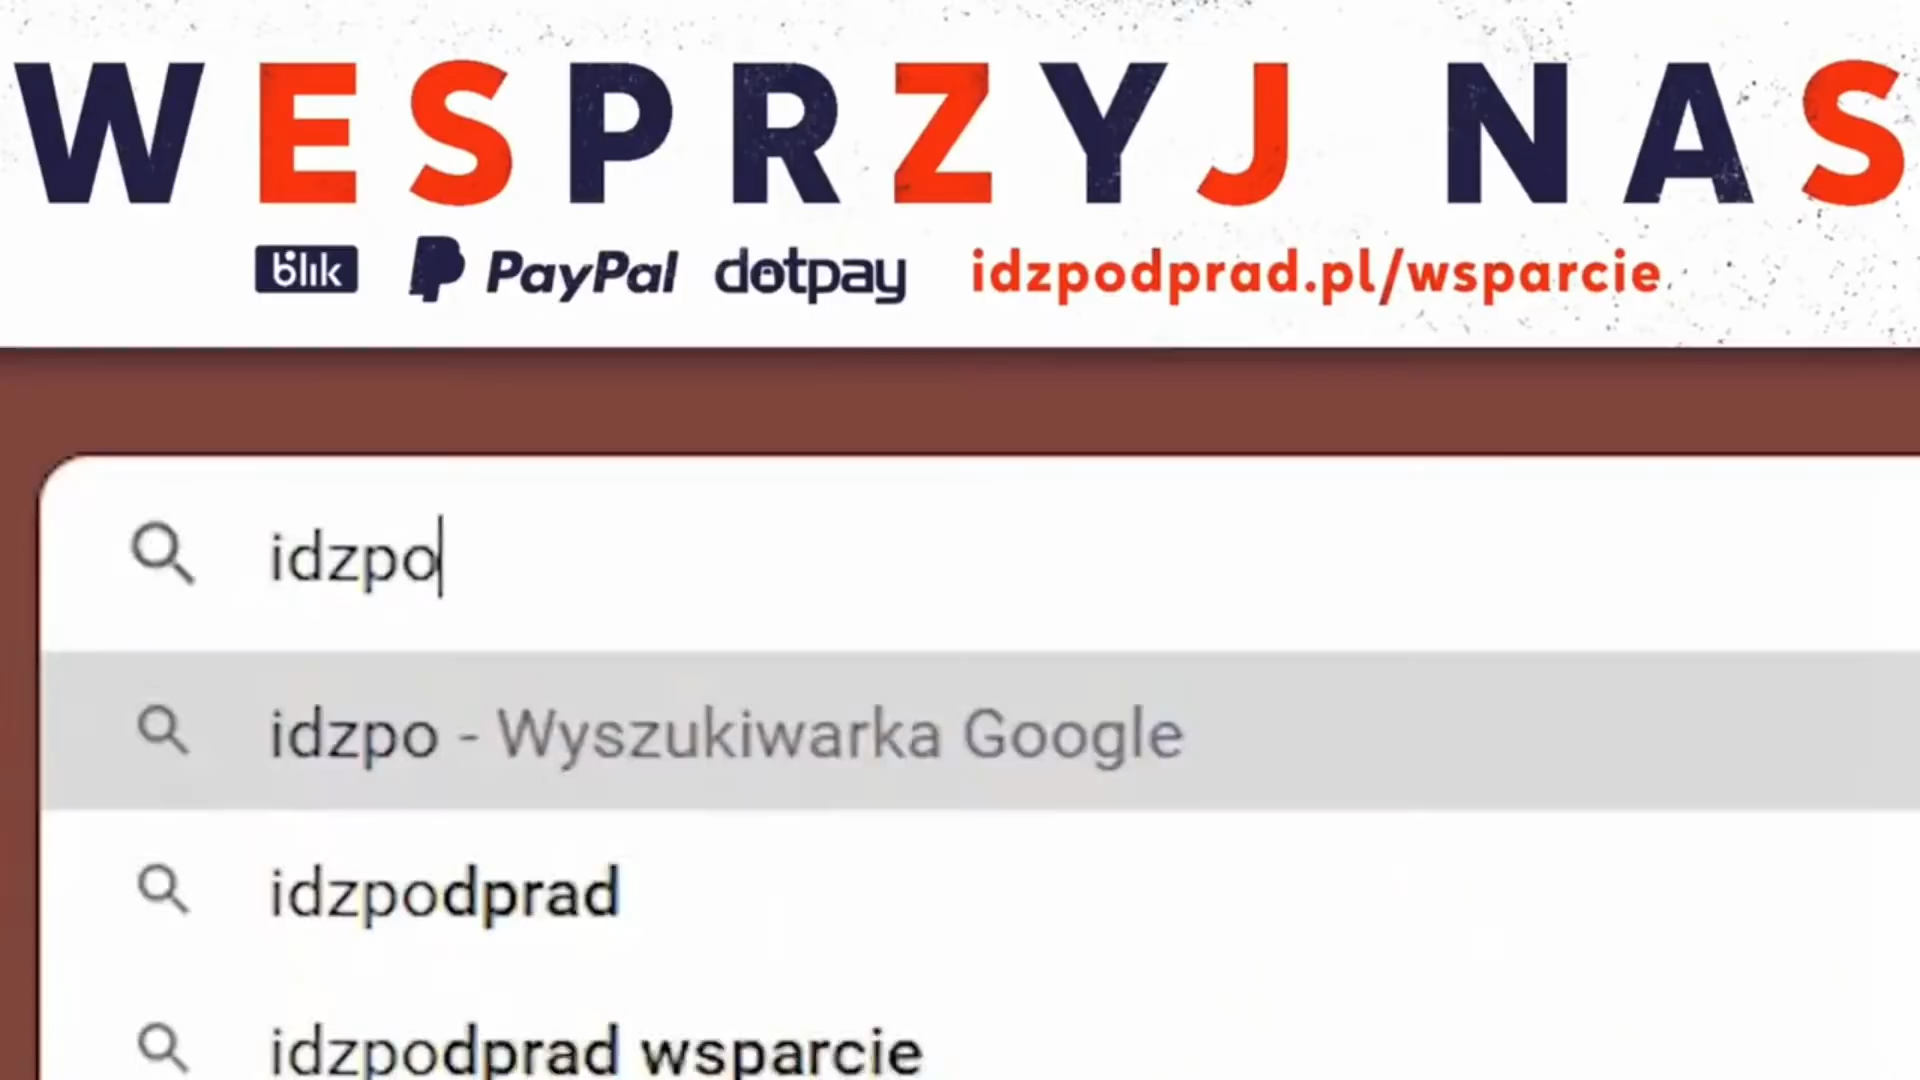 WESPRZYJ NAS
blik PayPal dotpay idzpodprad.pl/wsparcie
idzpo
idzpo - Wyszukiwarka Google
idzpodprad
idzpodprad wsparcie